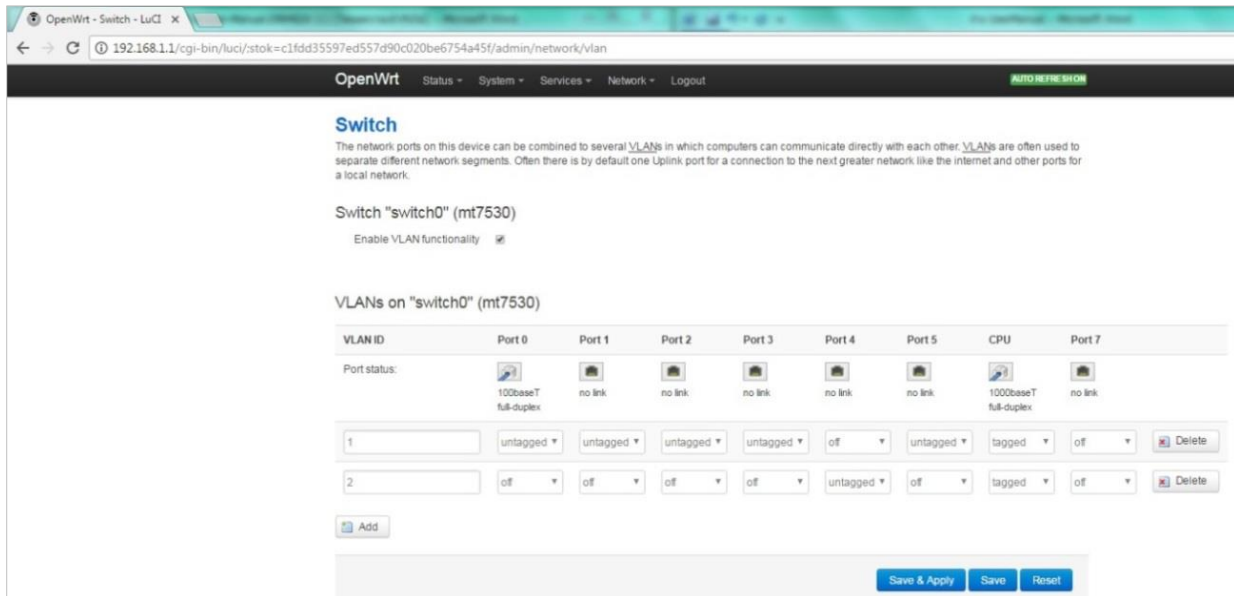 OpenWrt - Switch - LuCI
192.168.1.1/cgi-bin/luci/;stok=c1fdd35597ed557d90c020be6754a45f/admin/network/vlan
OpenWrt Status System Services Network Logout AUTO REFRESH ON
Switch
The network ports on this device can be combined to several VLANs in which computers can communicate directly with each other. VLANs are often used to
separate different network segments. Often there is by default one Uplink port for a connection to the next greater network like the internet and other ports for
a local network.
Switch "switch0" (mt7530)
Enable VLAN functionality
VLANs on "switch0" (mt7530)
VLAN ID Port 0 Port 1 Port 2 Port 3 Port 4 Port 5 CPU Port 7
Port status: 100baseT no link no link no link no link no link 1000baseT no link
full-duplex full-duplex
1 untagged untagged untagged untagged off untagged tagged off Delete
2 off off off off untagged off tagged off Delete
Add
Save & Apply Save Reset